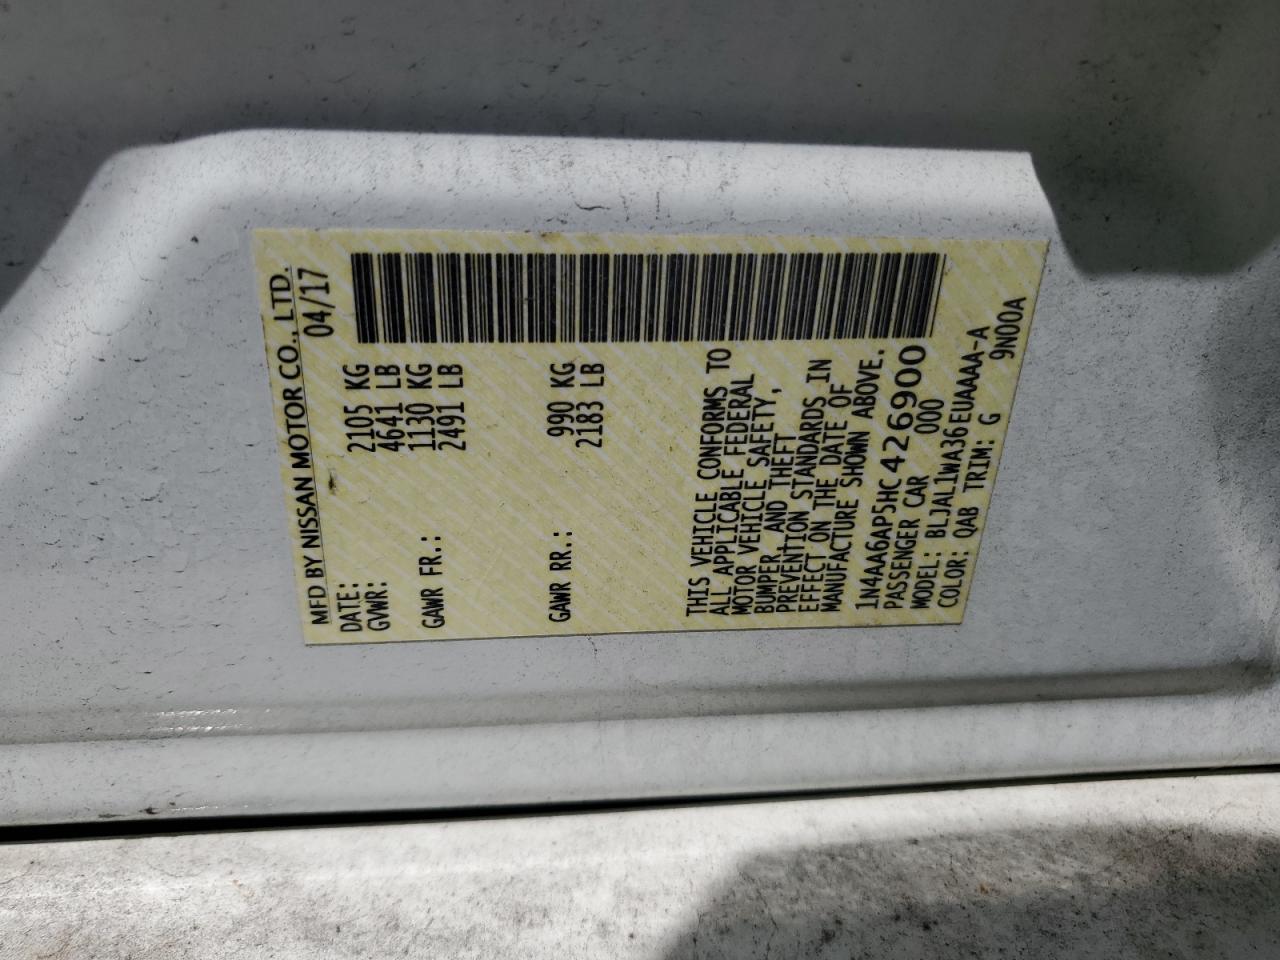 MFD BY NISSAN MOTOR CO., LTD.
DATE: 04/17
GVWR: 2105 KG
4641 LB
GAWR FR.: 1130 KG
2491 LB
GAWR RR.: 990 KG
2183 LB
THIS VEHICLE CONFORMS TO
ALL APPLICABLE FEDERAL
MOTOR VEHICLE SAFETY,
BUMPER, AND THEFT
PREVENTION STANDARDS IN
EFFECT ON THE DATE OF
MANUFACTURE SHOWN ABOVE.
1N4AA6AP5HC426900
PASSENGER CAR 000
MODEL: BLJAL1WA36EUAAAA-A
COLOR: QAB TRIM: G 9N00A